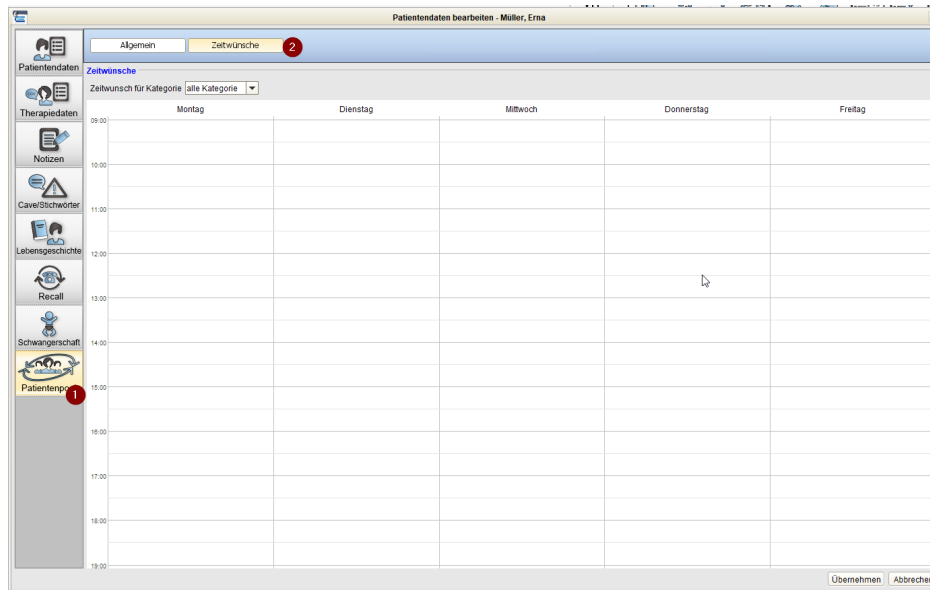 Patientendaten bearbeiten - Müller, Erna
Patientendaten
Therapiedaten
Notizen
Cave/Stichwörter
Lebensgeschichte
Recall
Schwangerschaft
Patientenpo
1
Allgemein Zeitwünsche 2
Zeitwünsche
Zeitwunsch für Kategorie alle Kategorie
Montag Dienstag Mittwoch Donnerstag Freitag
09:00
10:00
11:00
12:00
13:00
14:00
15:00
16:00
17:00
18:00
19:00
Übernehmen Abbrechen